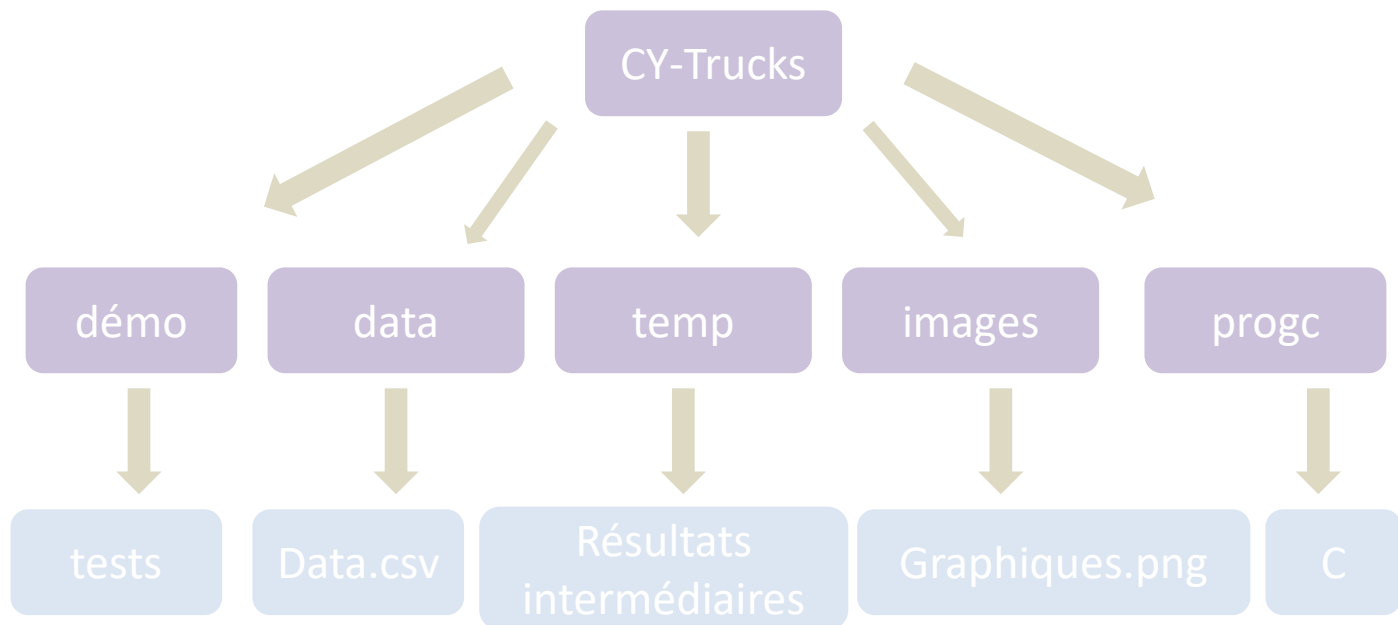 CY-Trucks
démo
data
temp
images
progc
tests
Data.csv
Résultats
intermédiaires
Graphiques.png
C